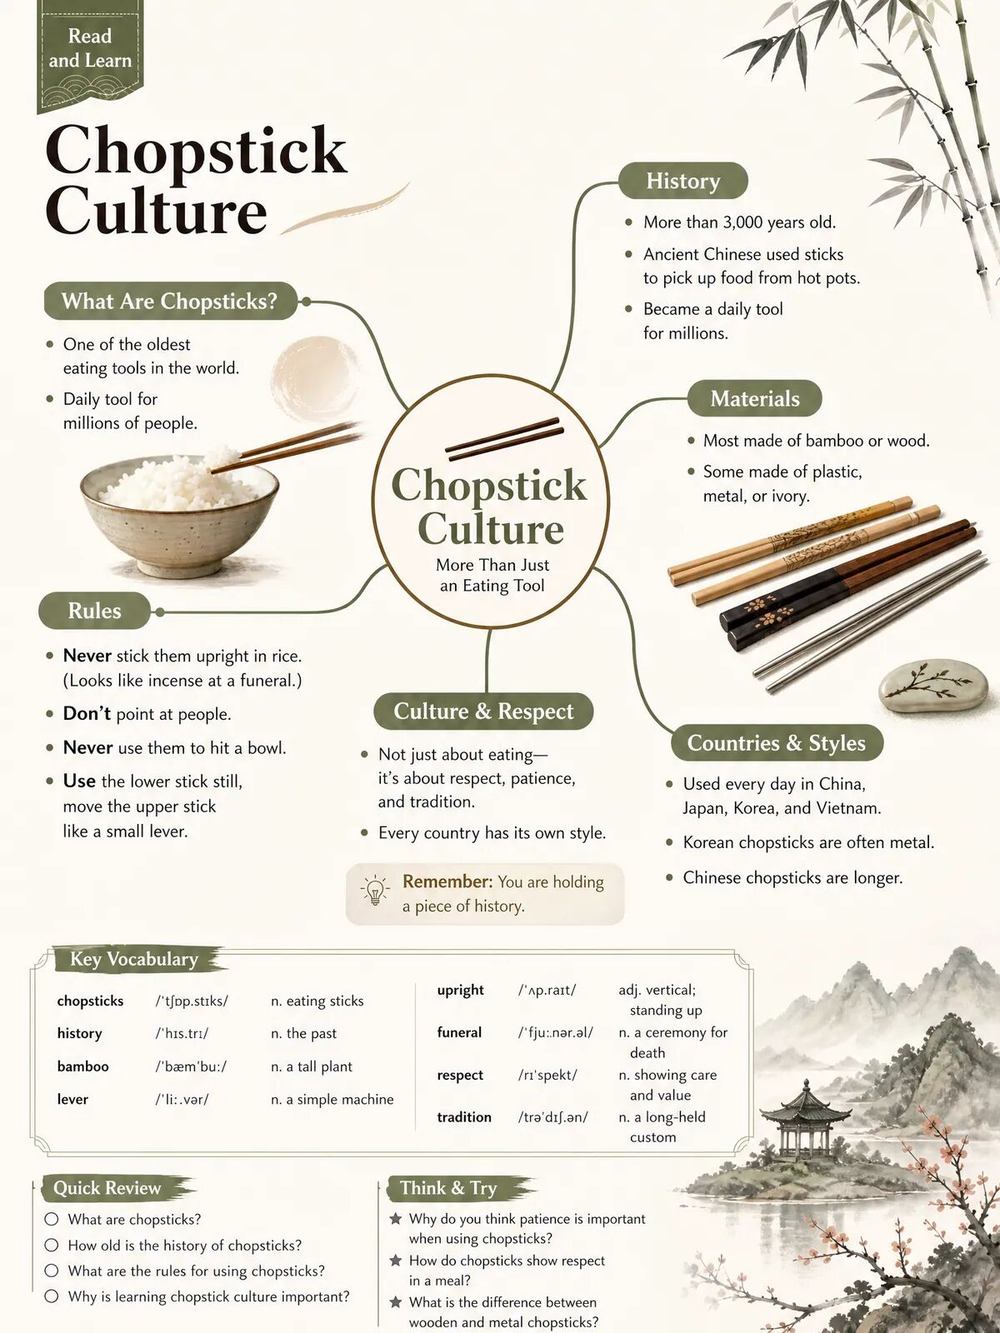 Read
and Learn
Chopstick
Culture
What Are Chopsticks?
• One of the oldest
eating tools in the world.
• Daily tool for
millions of people.
History
• More than 3,000 years old.
• Ancient Chinese used sticks
to pick up food from hot pots.
• Became a daily tool
for millions.
Materials
• Most made of bamboo or wood.
• Some made of plastic,
metal, or ivory.
Chopstick
Culture
More Than Just
an Eating Tool
Rules
• Never stick them upright in rice.
(Looks like incense at a funeral.)
• Don't point at people.
• Never use them to hit a bowl.
• Use the lower stick still,
move the upper stick
like a small lever.
Culture & Respect
• Not just about eating—
it's about respect, patience,
and tradition.
• Every country has its own style.
Remember: You are holding
a piece of history.
Countries & Styles
• Used every day in China,
Japan, Korea, and Vietnam.
• Korean chopsticks are often metal.
• Chinese chopsticks are longer.
Key Vocabulary
chopsticks /ˈtʃɒp.stɪks/ n. eating sticks
history /ˈhɪs.trɪ/ n. the past
bamboo /ˈbæmˈbuː/ n. a tall plant
lever /ˈliː.vər/ n. a simple machine
upright /ˈʌp.raɪt/ adj. vertical;
standing up
funeral /ˈfjuː.nər.əl/ n. a ceremony for
death
respect /rɪˈspekt/ n. showing care
and value
tradition /trəˈdɪʃ.ən/ n. a long-held
custom
Quick Review
What are chopsticks?
How old is the history of chopsticks?
What are the rules for using chopsticks?
Why is learning chopstick culture important?
Think & Try
★ Why do you think patience is important
when using chopsticks?
★ How do chopsticks show respect
in a meal?
★ What is the difference between
wooden and metal chopsticks?